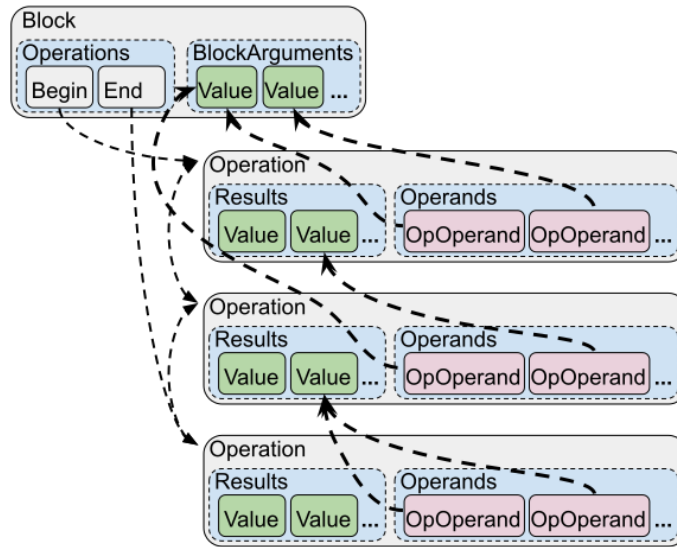 Block
Operations BlockArguments
Begin End Value Value ...
Operation
Results Operands
Value Value ... OpOperand OpOperand ...
Operation
Results Operands
Value Value ... OpOperand OpOperand ...
Operation
Results Operands
Value Value ... OpOperand OpOperand ...